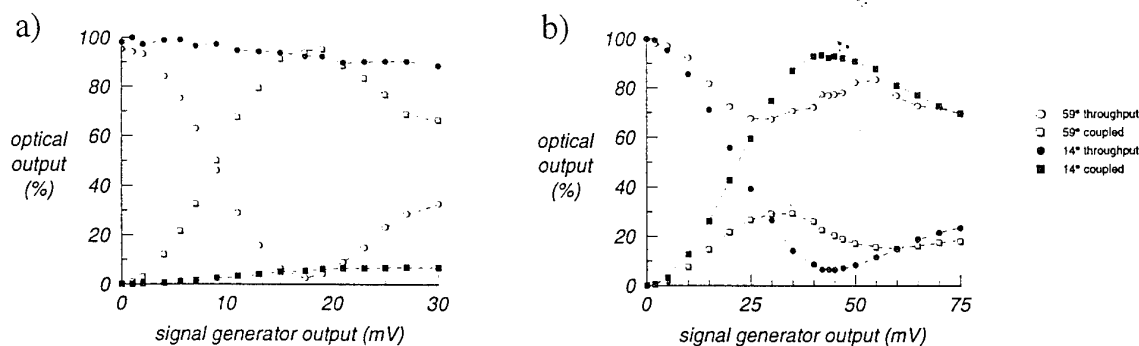 a)
100
80
60
40
20
0
optical
output
(%)
0 10 20 30
signal generator output (mV)
b)
100
80
60
40
20
0
optical
output
(%)
0 25 50 75
signal generator output (mV)
59° throughput
59° coupled
14° throughput
14° coupled